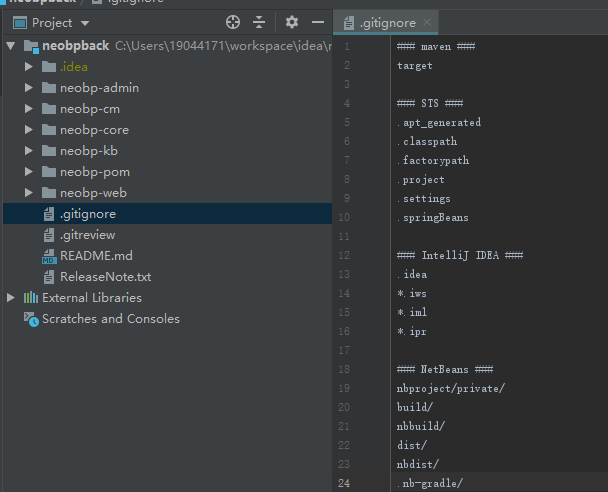 neobpback .gitignore
Project
neobpback C:\Users\19044171\workspace\idea\
.idea
neobp-admin
neobp-cm
neobp-core
neobp-kb
neobp-pom
neobp-web
.gitignore
.gitreview
README.md
ReleaseNote.txt
External Libraries
Scratches and Consoles
.gitignore
1 ### maven ###
2 target
3
4 ### STS ###
5 .apt_generated
6 .classpath
7 .factorypath
8 .project
9 .settings
10 .springBeans
11
12 ### IntelliJ IDEA ###
13 .idea
14 *.iws
15 *.iml
16 *.ipr
17
18 ### NetBeans ###
19 nbproject/private/
20 build/
21 nbbuild/
22 dist/
23 nbdist/
24 .nb-gradle/